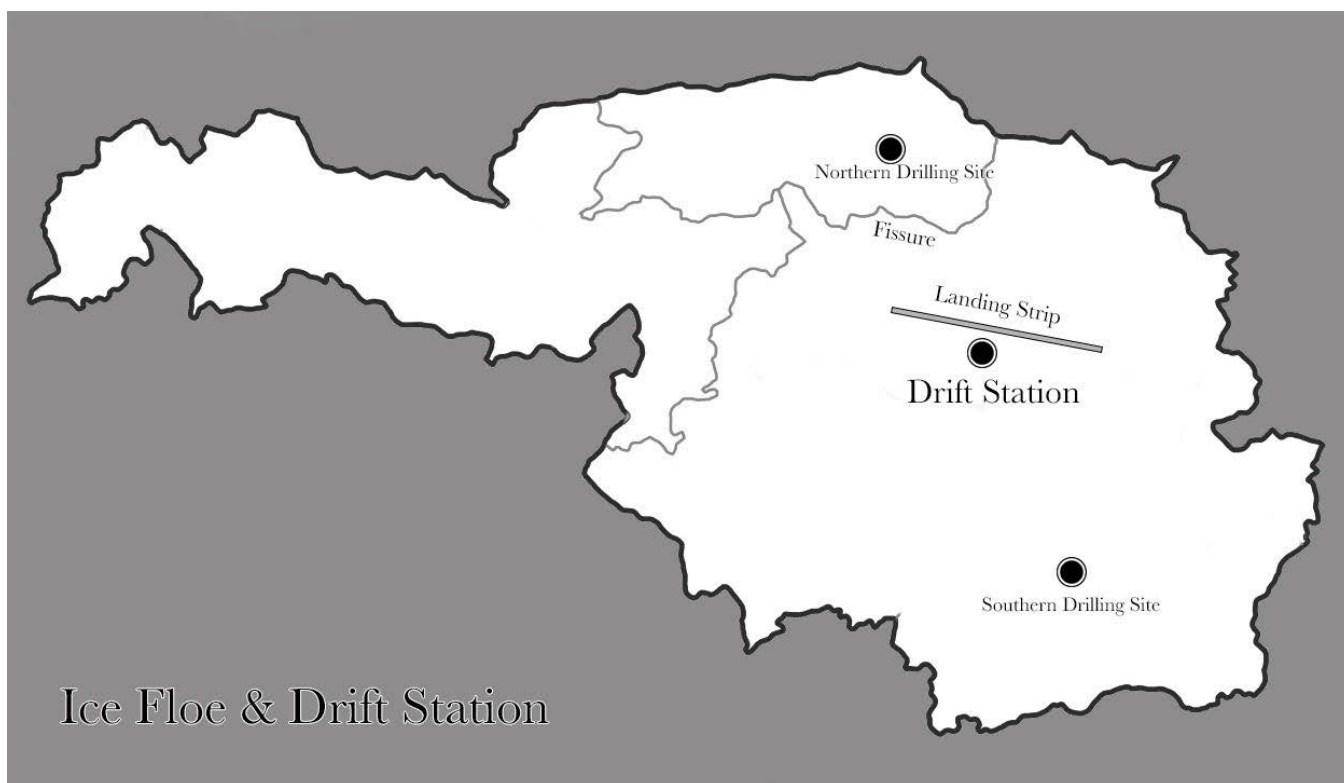 Northern Drilling Site
Fissure
Landing Strip
Drift Station
Southern Drilling Site
Ice Floe & Drift Station